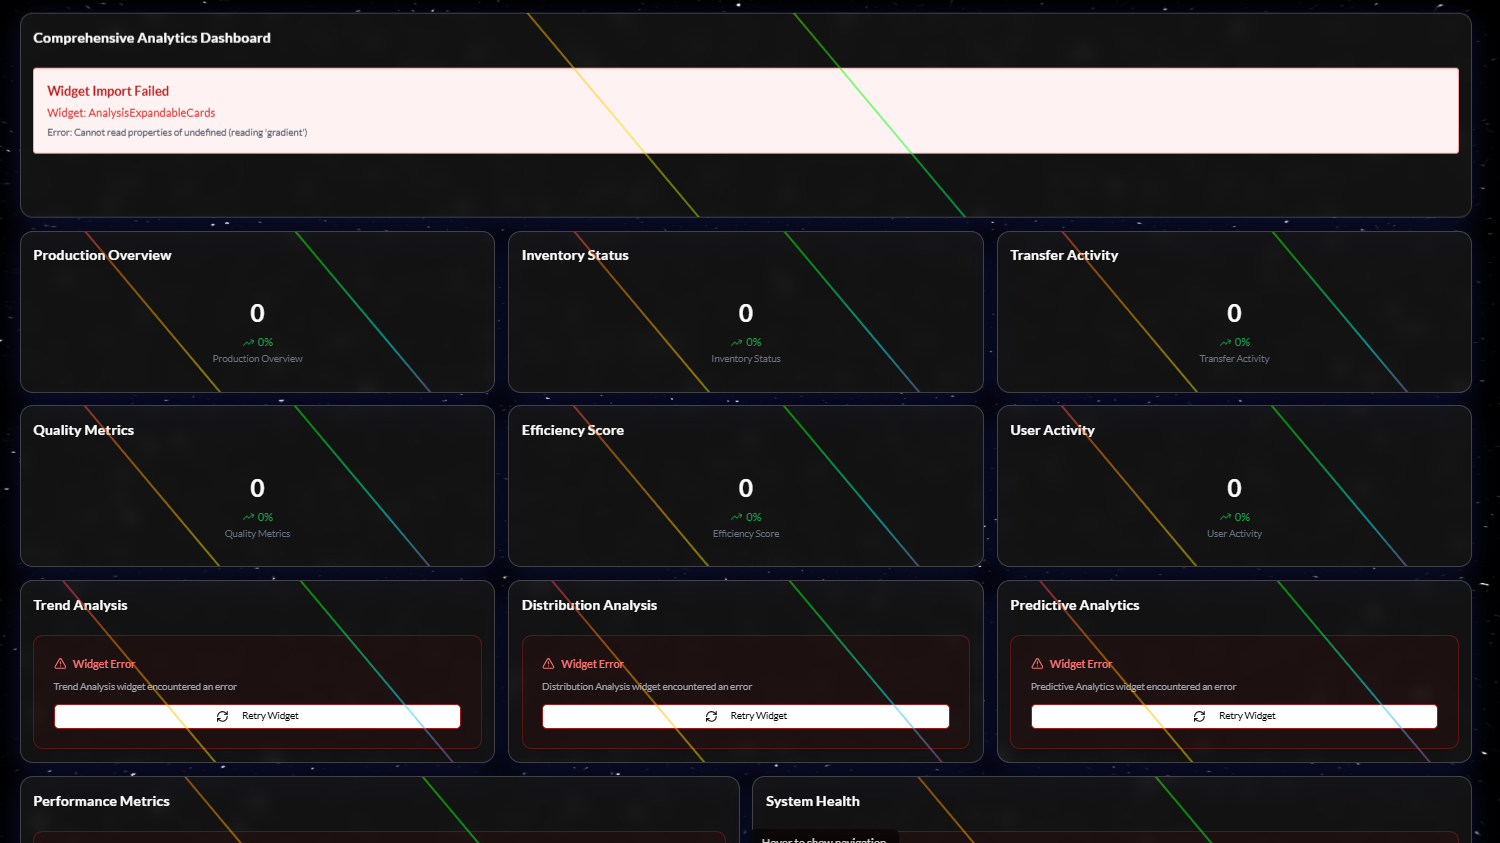 Comprehensive Analytics Dashboard
Widget Import Failed
Widget: AnalysisExpandableCards
Error: Cannot read properties of undefined (reading 'gradient')
Production Overview
0
0%
Production Overview
Inventory Status
0
0%
Inventory Status
Transfer Activity
0
0%
Transfer Activity
Quality Metrics
0
0%
Quality Metrics
Efficiency Score
0
0%
Efficiency Score
User Activity
0
0%
User Activity
Trend Analysis
Widget Error
Trend Analysis widget encountered an error
Retry Widget
Distribution Analysis
Widget Error
Distribution Analysis widget encountered an error
Retry Widget
Predictive Analytics
Widget Error
Predictive Analytics widget encountered an error
Retry Widget
Performance Metrics
System Health
Hover to show navigation